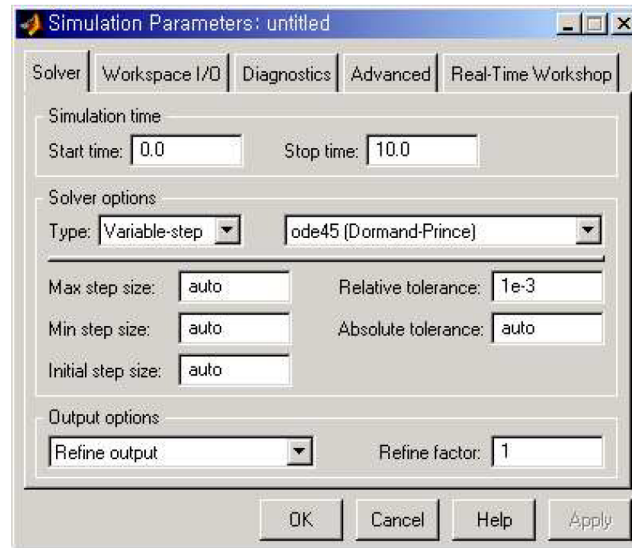 Simulation Parameters: untitled
Solver Workspace I/O Diagnostics Advanced Real-Time Workshop
Simulation time
Start time: 0.0 Stop time: 10.0
Solver options
Type: Variable-step ode45 (Dormand-Prince)
Max step size: auto Relative tolerance: 1e-3
Min step size: auto Absolute tolerance: auto
Initial step size: auto
Output options
Refine output Refine factor: 1
OK Cancel Help Apply